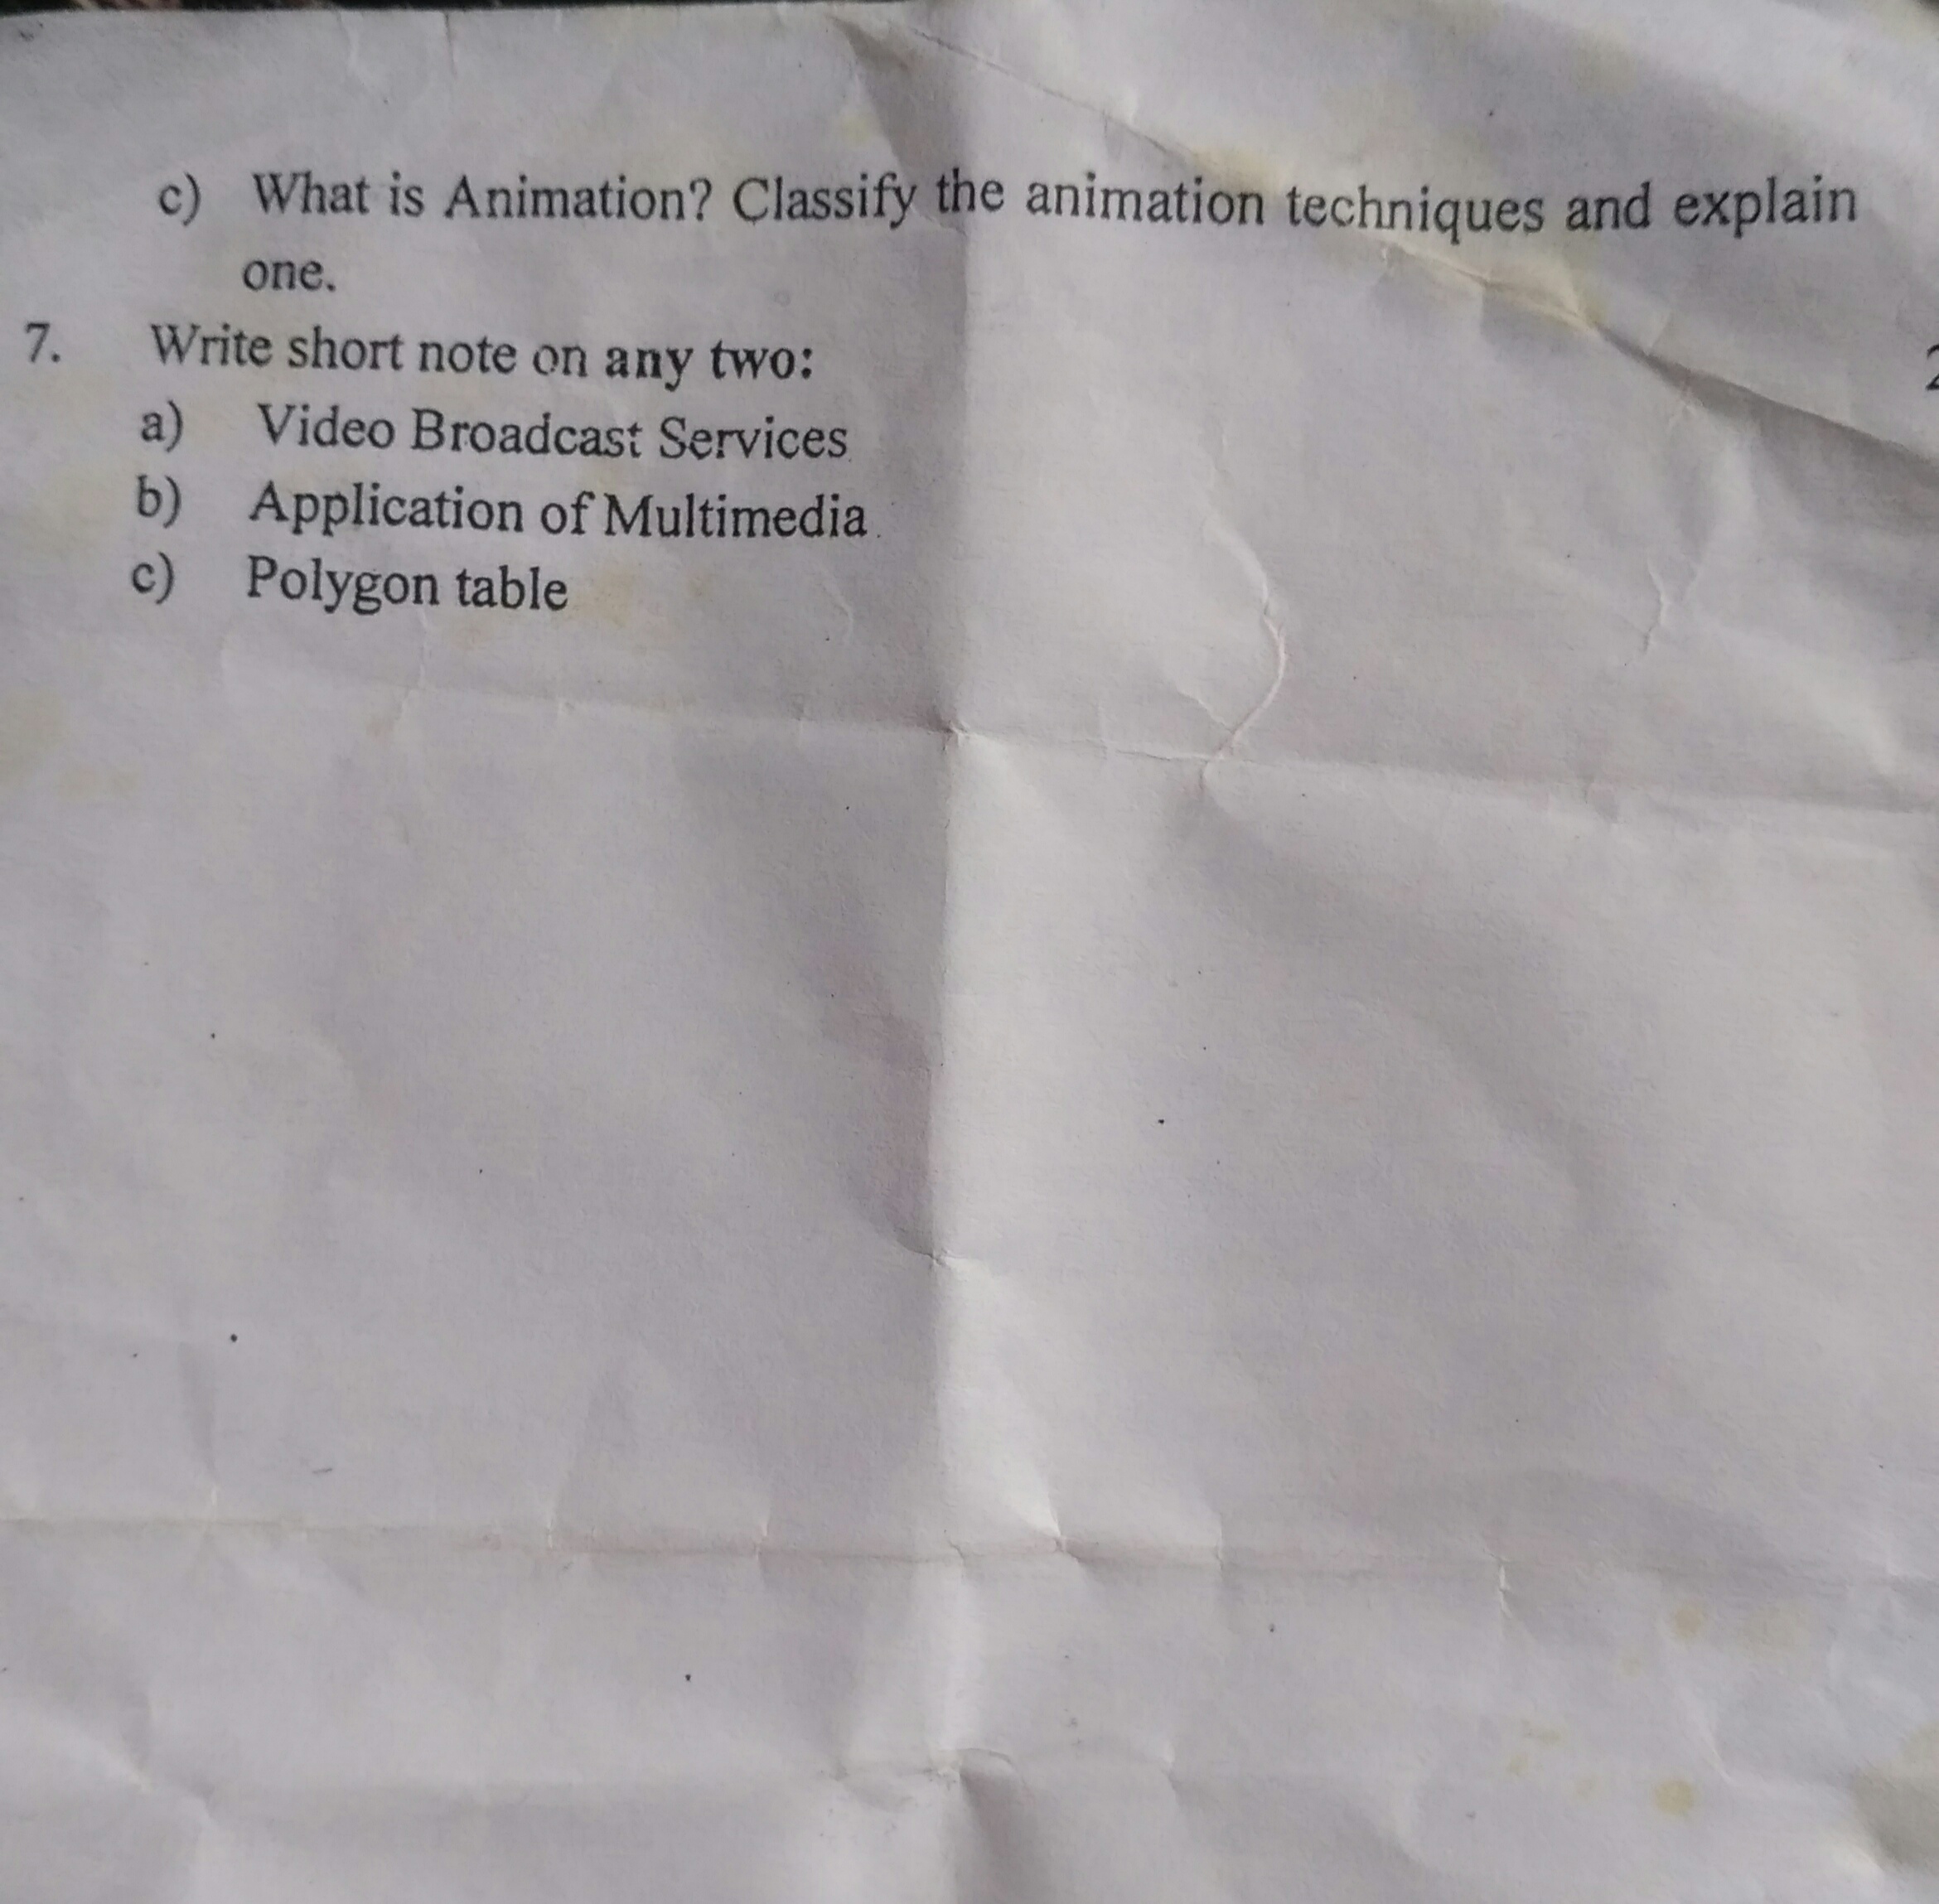 c) What is Animation? Classify the animation techniques and explain
one.
7. Write short note on any two:
a) Video Broadcast Services
b) Application of Multimedia
c) Polygon table